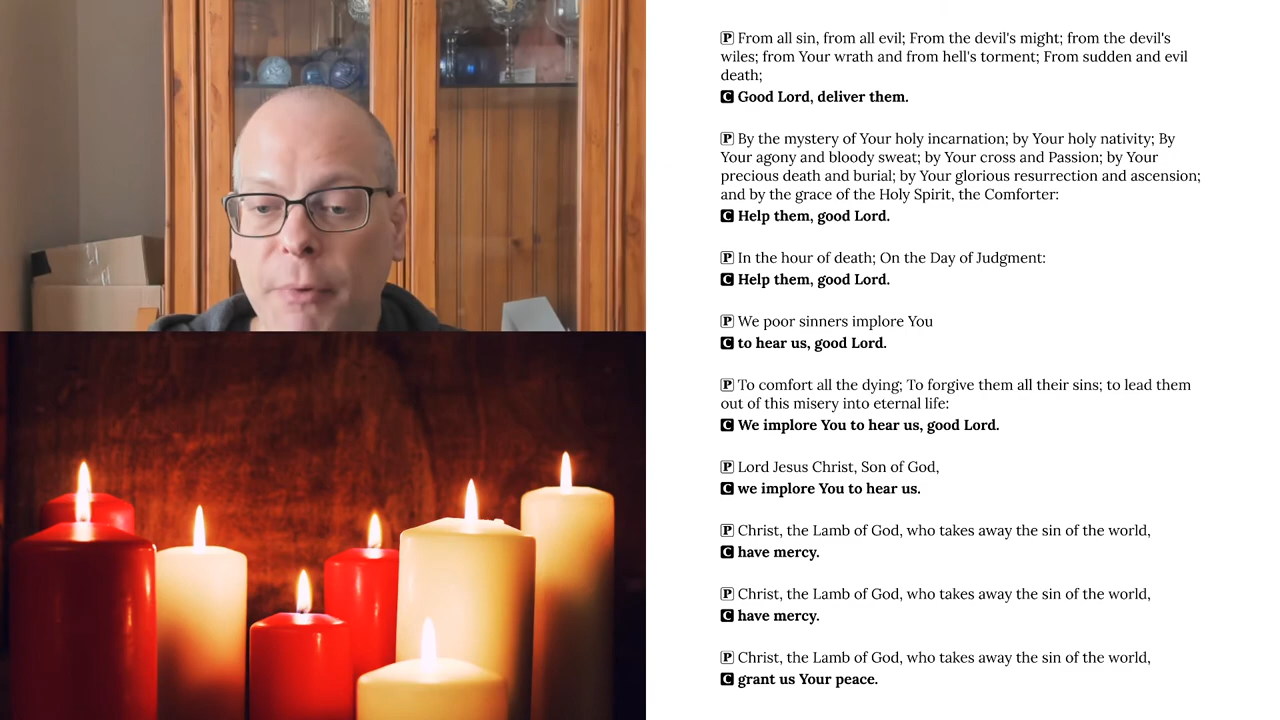 P From all sin, from all evil; From the devil's might; from the devil's
wiles; from Your wrath and from hell's torment; From sudden and evil
death;
C Good Lord, deliver them.
P By the mystery of Your holy incarnation; by Your holy nativity; By
Your agony and bloody sweat; by Your cross and Passion; by Your
precious death and burial; by Your glorious resurrection and ascension;
and by the grace of the Holy Spirit, the Comforter:
C Help them, good Lord.
P In the hour of death; On the Day of Judgment:
C Help them, good Lord.
P We poor sinners implore You
C to hear us, good Lord.
P To comfort all the dying; To forgive them all their sins; to lead them
out of this misery into eternal life:
C We implore You to hear us, good Lord.
P Lord Jesus Christ, Son of God,
C we implore You to hear us.
P Christ, the Lamb of God, who takes away the sin of the world,
C have mercy.
P Christ, the Lamb of God, who takes away the sin of the world,
C have mercy.
P Christ, the Lamb of God, who takes away the sin of the world,
C grant us Your peace.